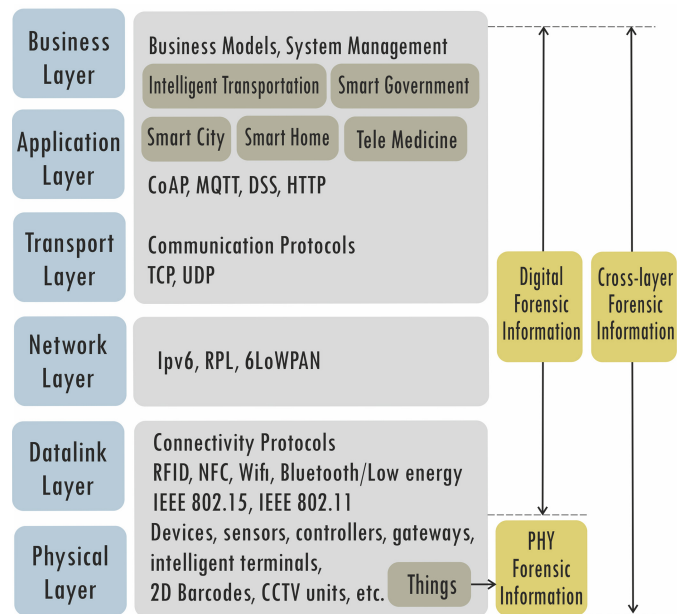 Business
Layer
Business Models, System Management
Intelligent Transportation
Smart Government
Application
Layer
Smart City
Smart Home
Tele Medicine
CoAP, MQTT, DSS, HTTP
Transport
Layer
Communication Protocols
TCP, UDP
Digital
Forensic
Information
Cross-layer
Forensic
Information
Network
Layer
Ipv6, RPL, 6LoWPAN
Datalink
Layer
Connectivity Protocols
RFID, NFC, Wifi, Bluetooth/Low energy
IEEE 802.15, IEEE 802.11
Physical
Layer
Devices, sensors, controllers, gateways,
intelligent terminals,
2D Barcodes, CCTV units, etc.
Things
PHY
Forensic
Information